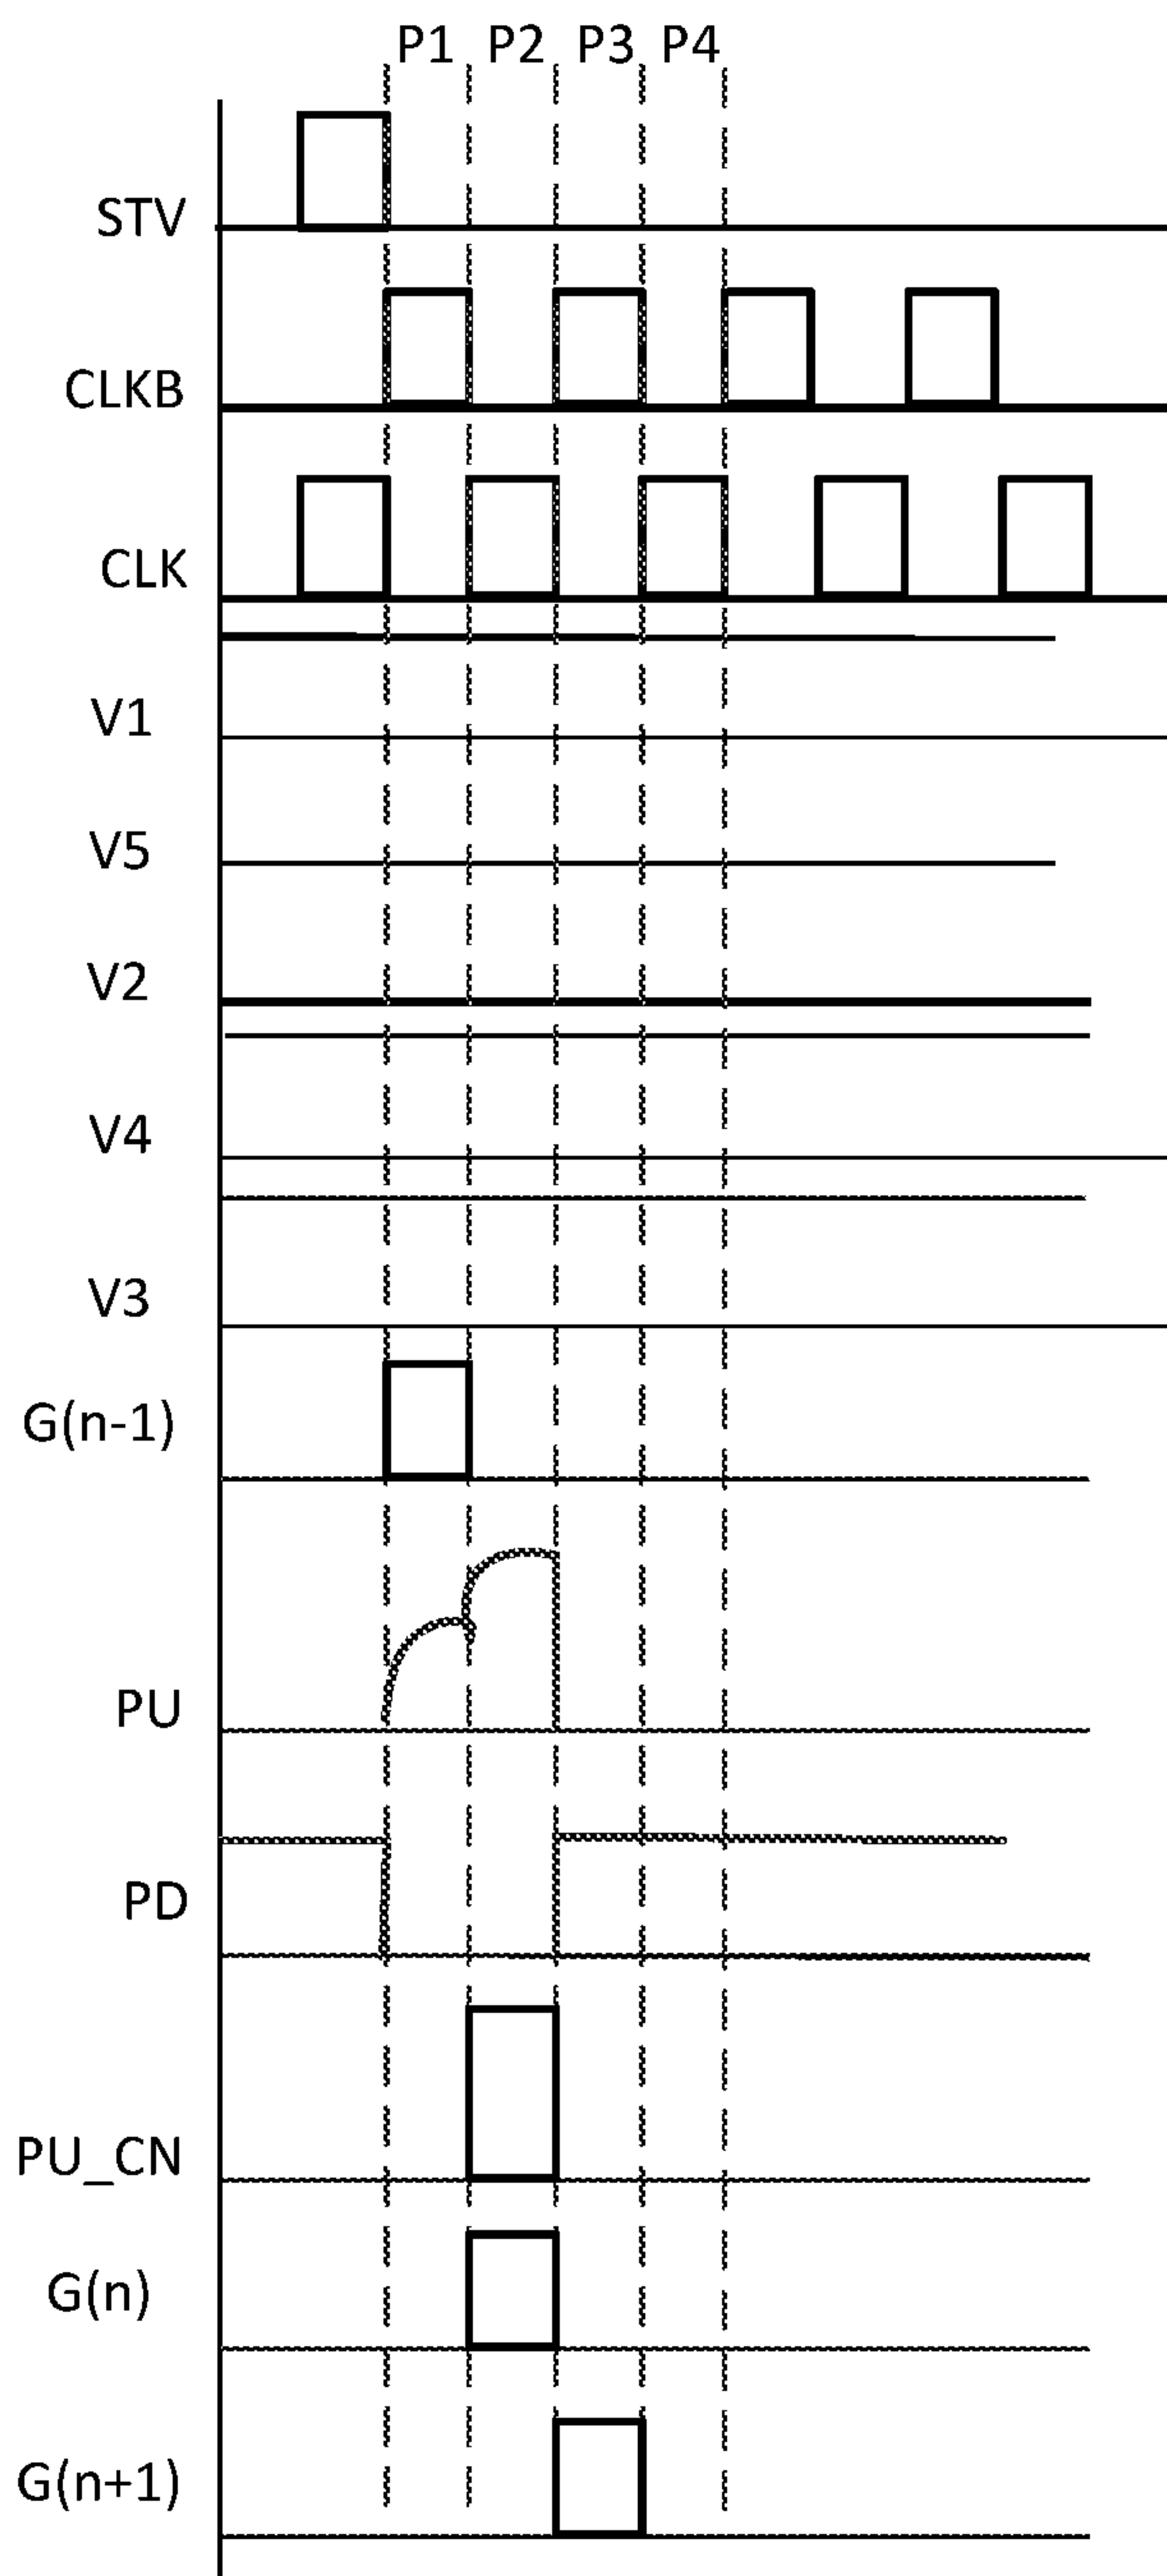 P1 P2 P3 P4
STV
CLKB
CLK
V1
V5
V2
V4
V3
G(n-1)
PU
PD
PU_CN
G(n)
G(n+1)